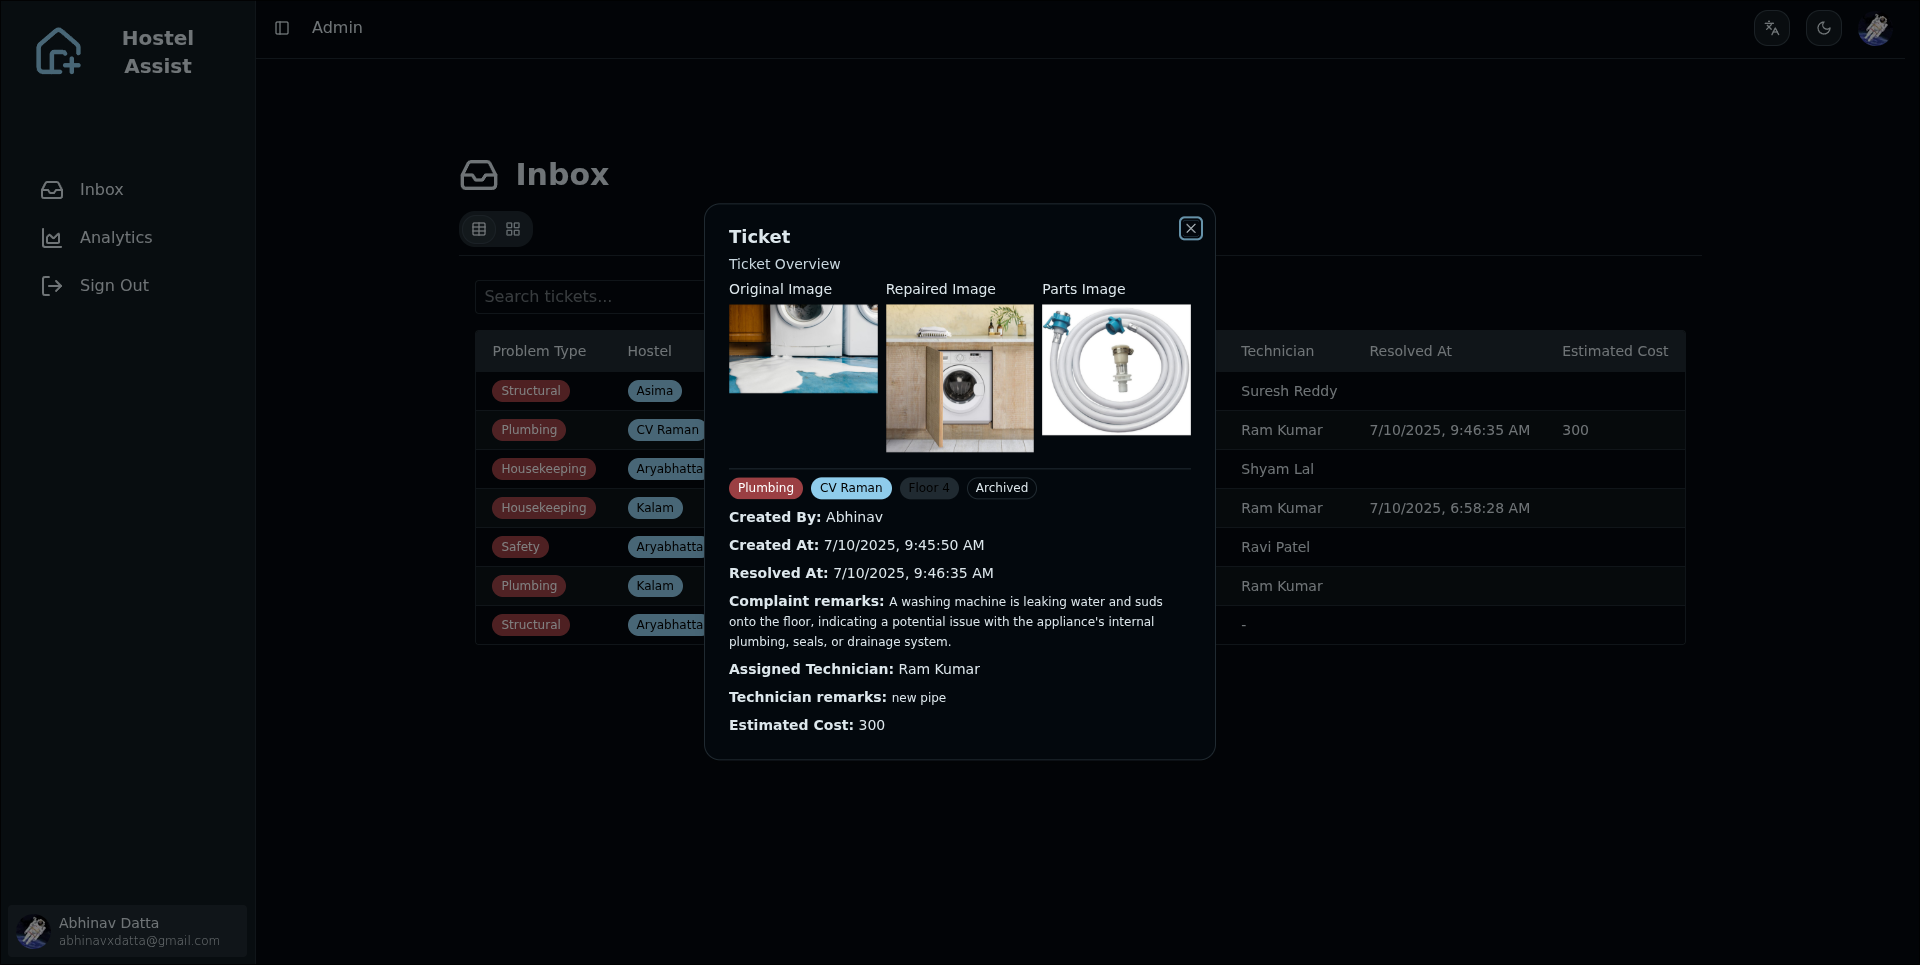 Hostel
Assist
Admin
Inbox
Analytics
Sign Out
Inbox
Search tickets...
Problem Type Hostel Technician Resolved At Estimated Cost
Structural Asima Suresh Reddy
Plumbing CV Raman Ram Kumar 7/10/2025, 9:46:35 AM 300
Housekeeping Aryabhatta Shyam Lal
Housekeeping Kalam Ram Kumar 7/10/2025, 6:58:28 AM
Safety Aryabhatta Ravi Patel
Plumbing Kalam Ram Kumar
Structural Aryabhatta -
Ticket
Ticket Overview
Original Image Repaired Image Parts Image
Plumbing CV Raman Floor 4 Archived
Created By: Abhinav
Created At: 7/10/2025, 9:45:50 AM
Resolved At: 7/10/2025, 9:46:35 AM
Complaint remarks: A washing machine is leaking water and suds
onto the floor, indicating a potential issue with the appliance's internal
plumbing, seals, or drainage system.
Assigned Technician: Ram Kumar
Technician remarks: new pipe
Estimated Cost: 300
Abhinav Datta
abhinavxdatta@gmail.com